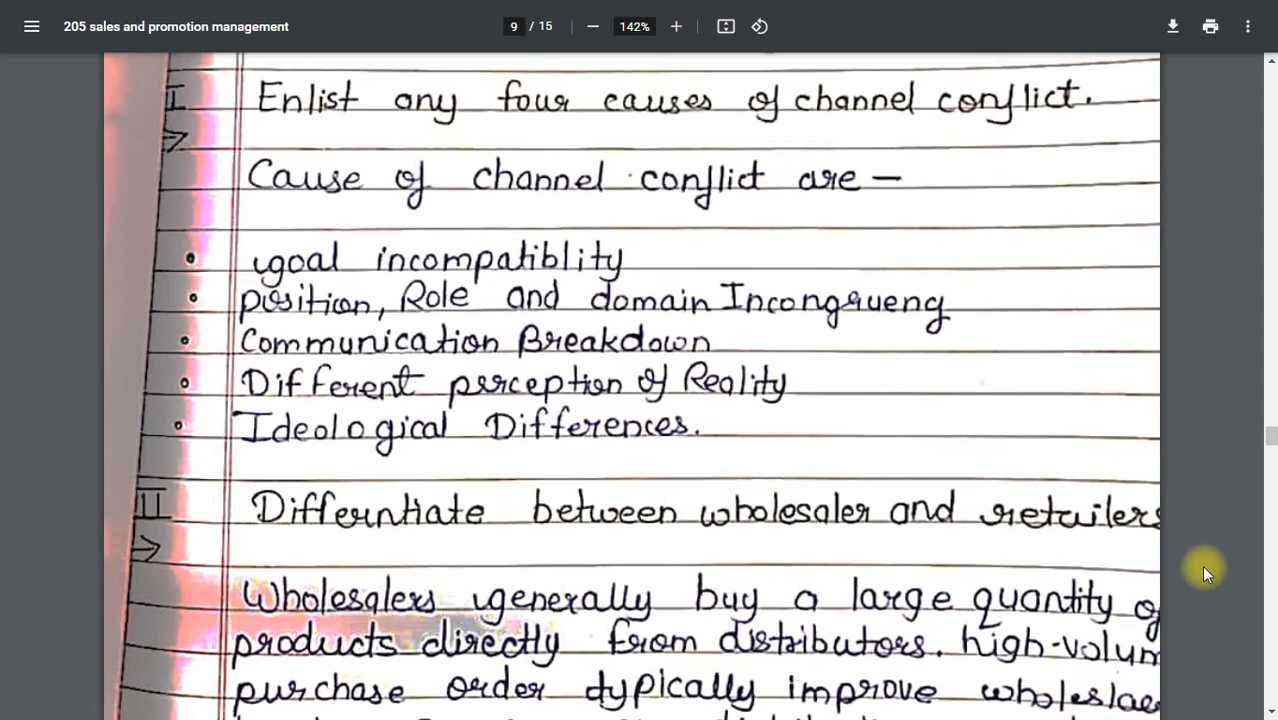 205 sales and promotion management
9 / 15
142%
I Enlist any four causes of channel conflict.
Cause of channel conflict are –
goal incompatiblity
position, Role and domain Incongrueng
Communication Breakdown
Different perception of Reality
Ideological Differences.
II Differntiate between wholesaler and retailers
Wholesalers generally buy a large quantity of
products directly from distributors. high-volum
purchase order typically improve wholeslae